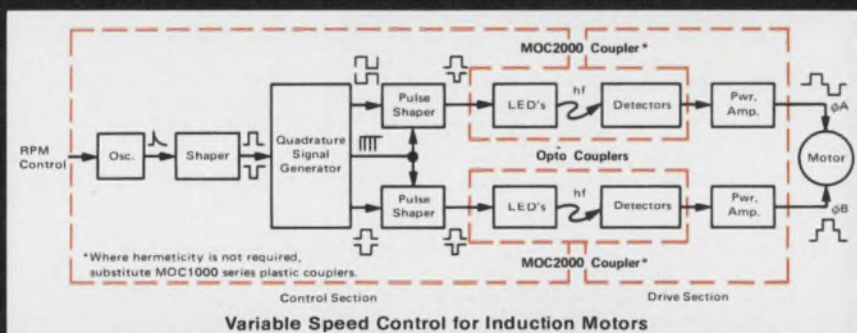 MOC2000 Coupler*
RPM
Control
Osc.
Shaper
Quadrature
Signal
Generator
Pulse
Shaper
LED's
hf
Detectors
Pwr.
Amp.
φA
Opto Couplers
Motor
Pulse
Shaper
LED's
hf
Detectors
Pwr.
Amp.
φB
*Where hermeticity is not required,
substitute MOC1000 series plastic couplers.
MOC2000 Coupler*
Control Section
Drive Section
Variable Speed Control for Induction Motors